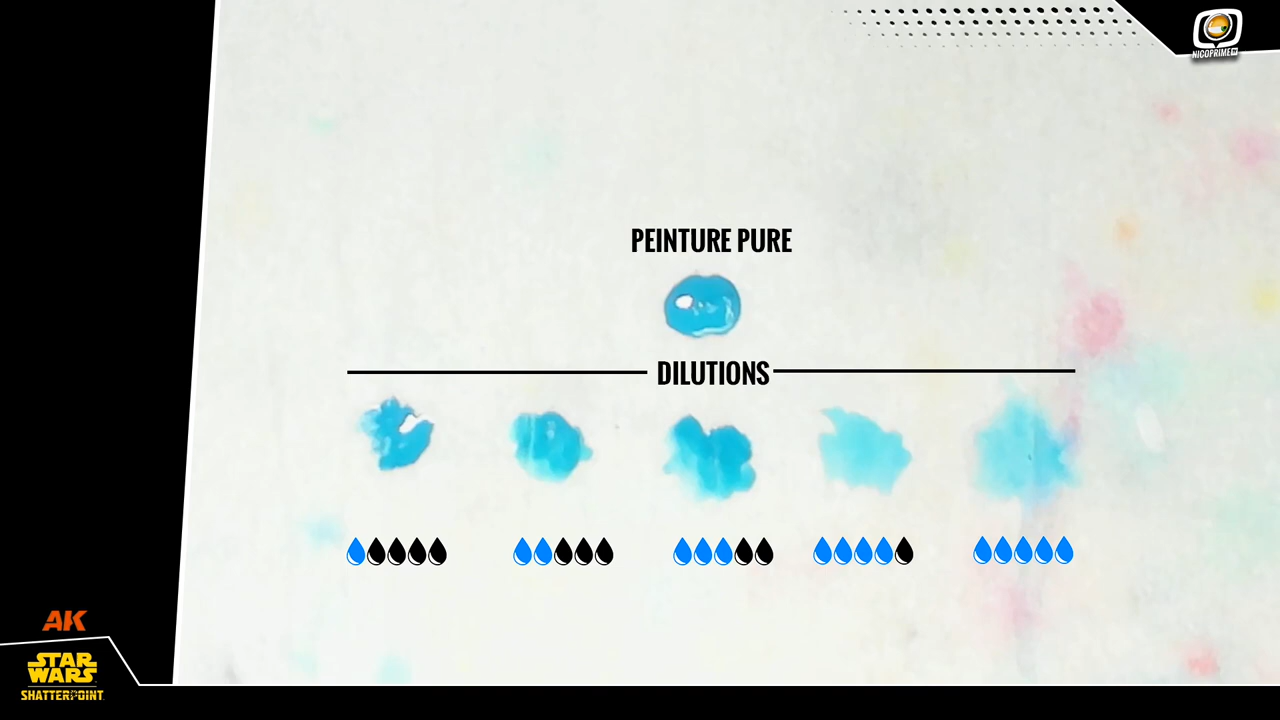 NICOPRIME
PEINTURE PURE
DILUTIONS
AK
STAR
WARS
SHATTERPOINT